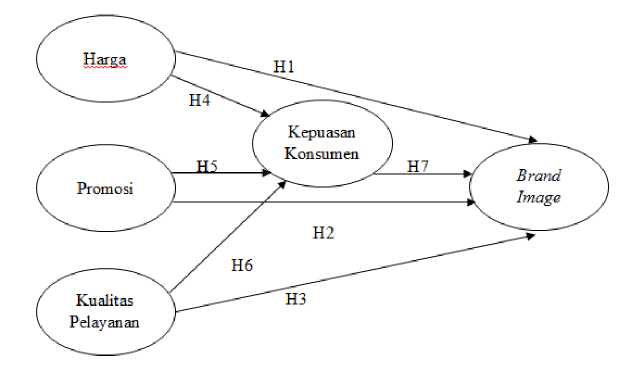 Harga
H1
H4
Kepuasan
Konsumen
Promosi
H5
H7
Brand
Image
H2
H6
Kualitas
Pelayanan
H3